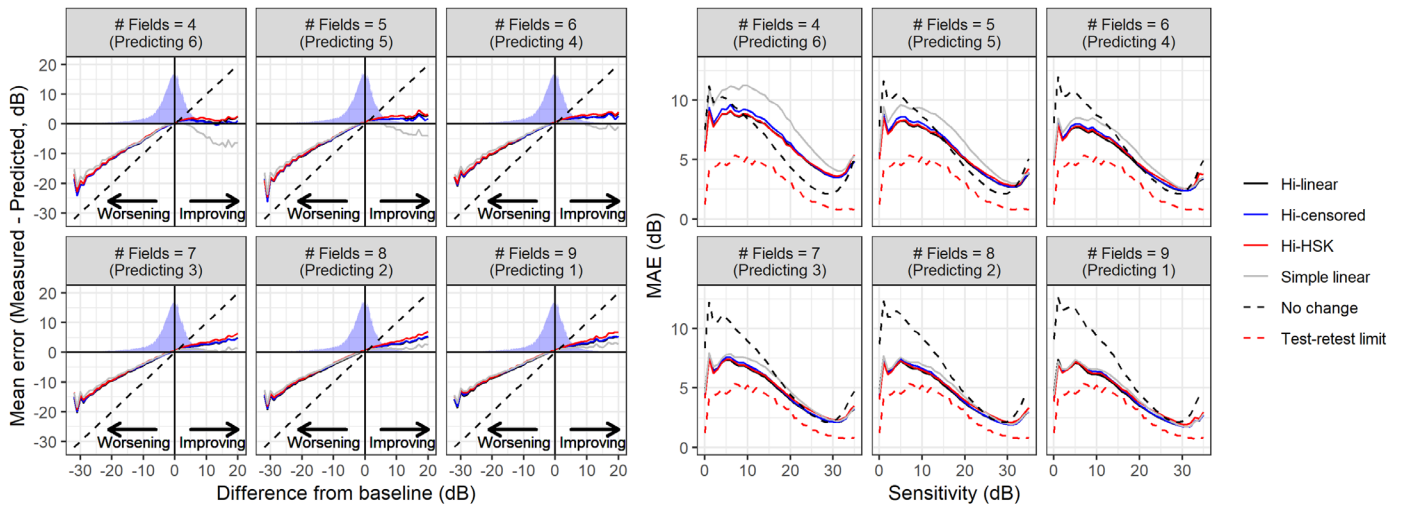 # Fields = 4
(Predicting 6)
# Fields = 5
(Predicting 5)
# Fields = 6
(Predicting 4)
20
10
0
-10
-20
-30
Worsening
Improving
Worsening
Improving
Worsening
Improving
# Fields = 7
(Predicting 3)
# Fields = 8
(Predicting 2)
# Fields = 9
(Predicting 1)
20
10
0
-10
-20
-30
Worsening
Improving
Worsening
Improving
Worsening
Improving
-30 -20 -10 0 10 20
-30 -20 -10 0 10 20
-30 -20 -10 0 10 20
Difference from baseline (dB)
Mean error (Measured - Predicted, dB)
# Fields = 4
(Predicting 6)
# Fields = 5
(Predicting 5)
# Fields = 6
(Predicting 4)
10
5
0
# Fields = 7
(Predicting 3)
# Fields = 8
(Predicting 2)
# Fields = 9
(Predicting 1)
10
5
0
0 10 20 30
0 10 20 30
0 10 20 30
Sensitivity (dB)
MAE (dB)
Hi-linear
Hi-censored
Hi-HSK
Simple linear
No change
Test-retest limit